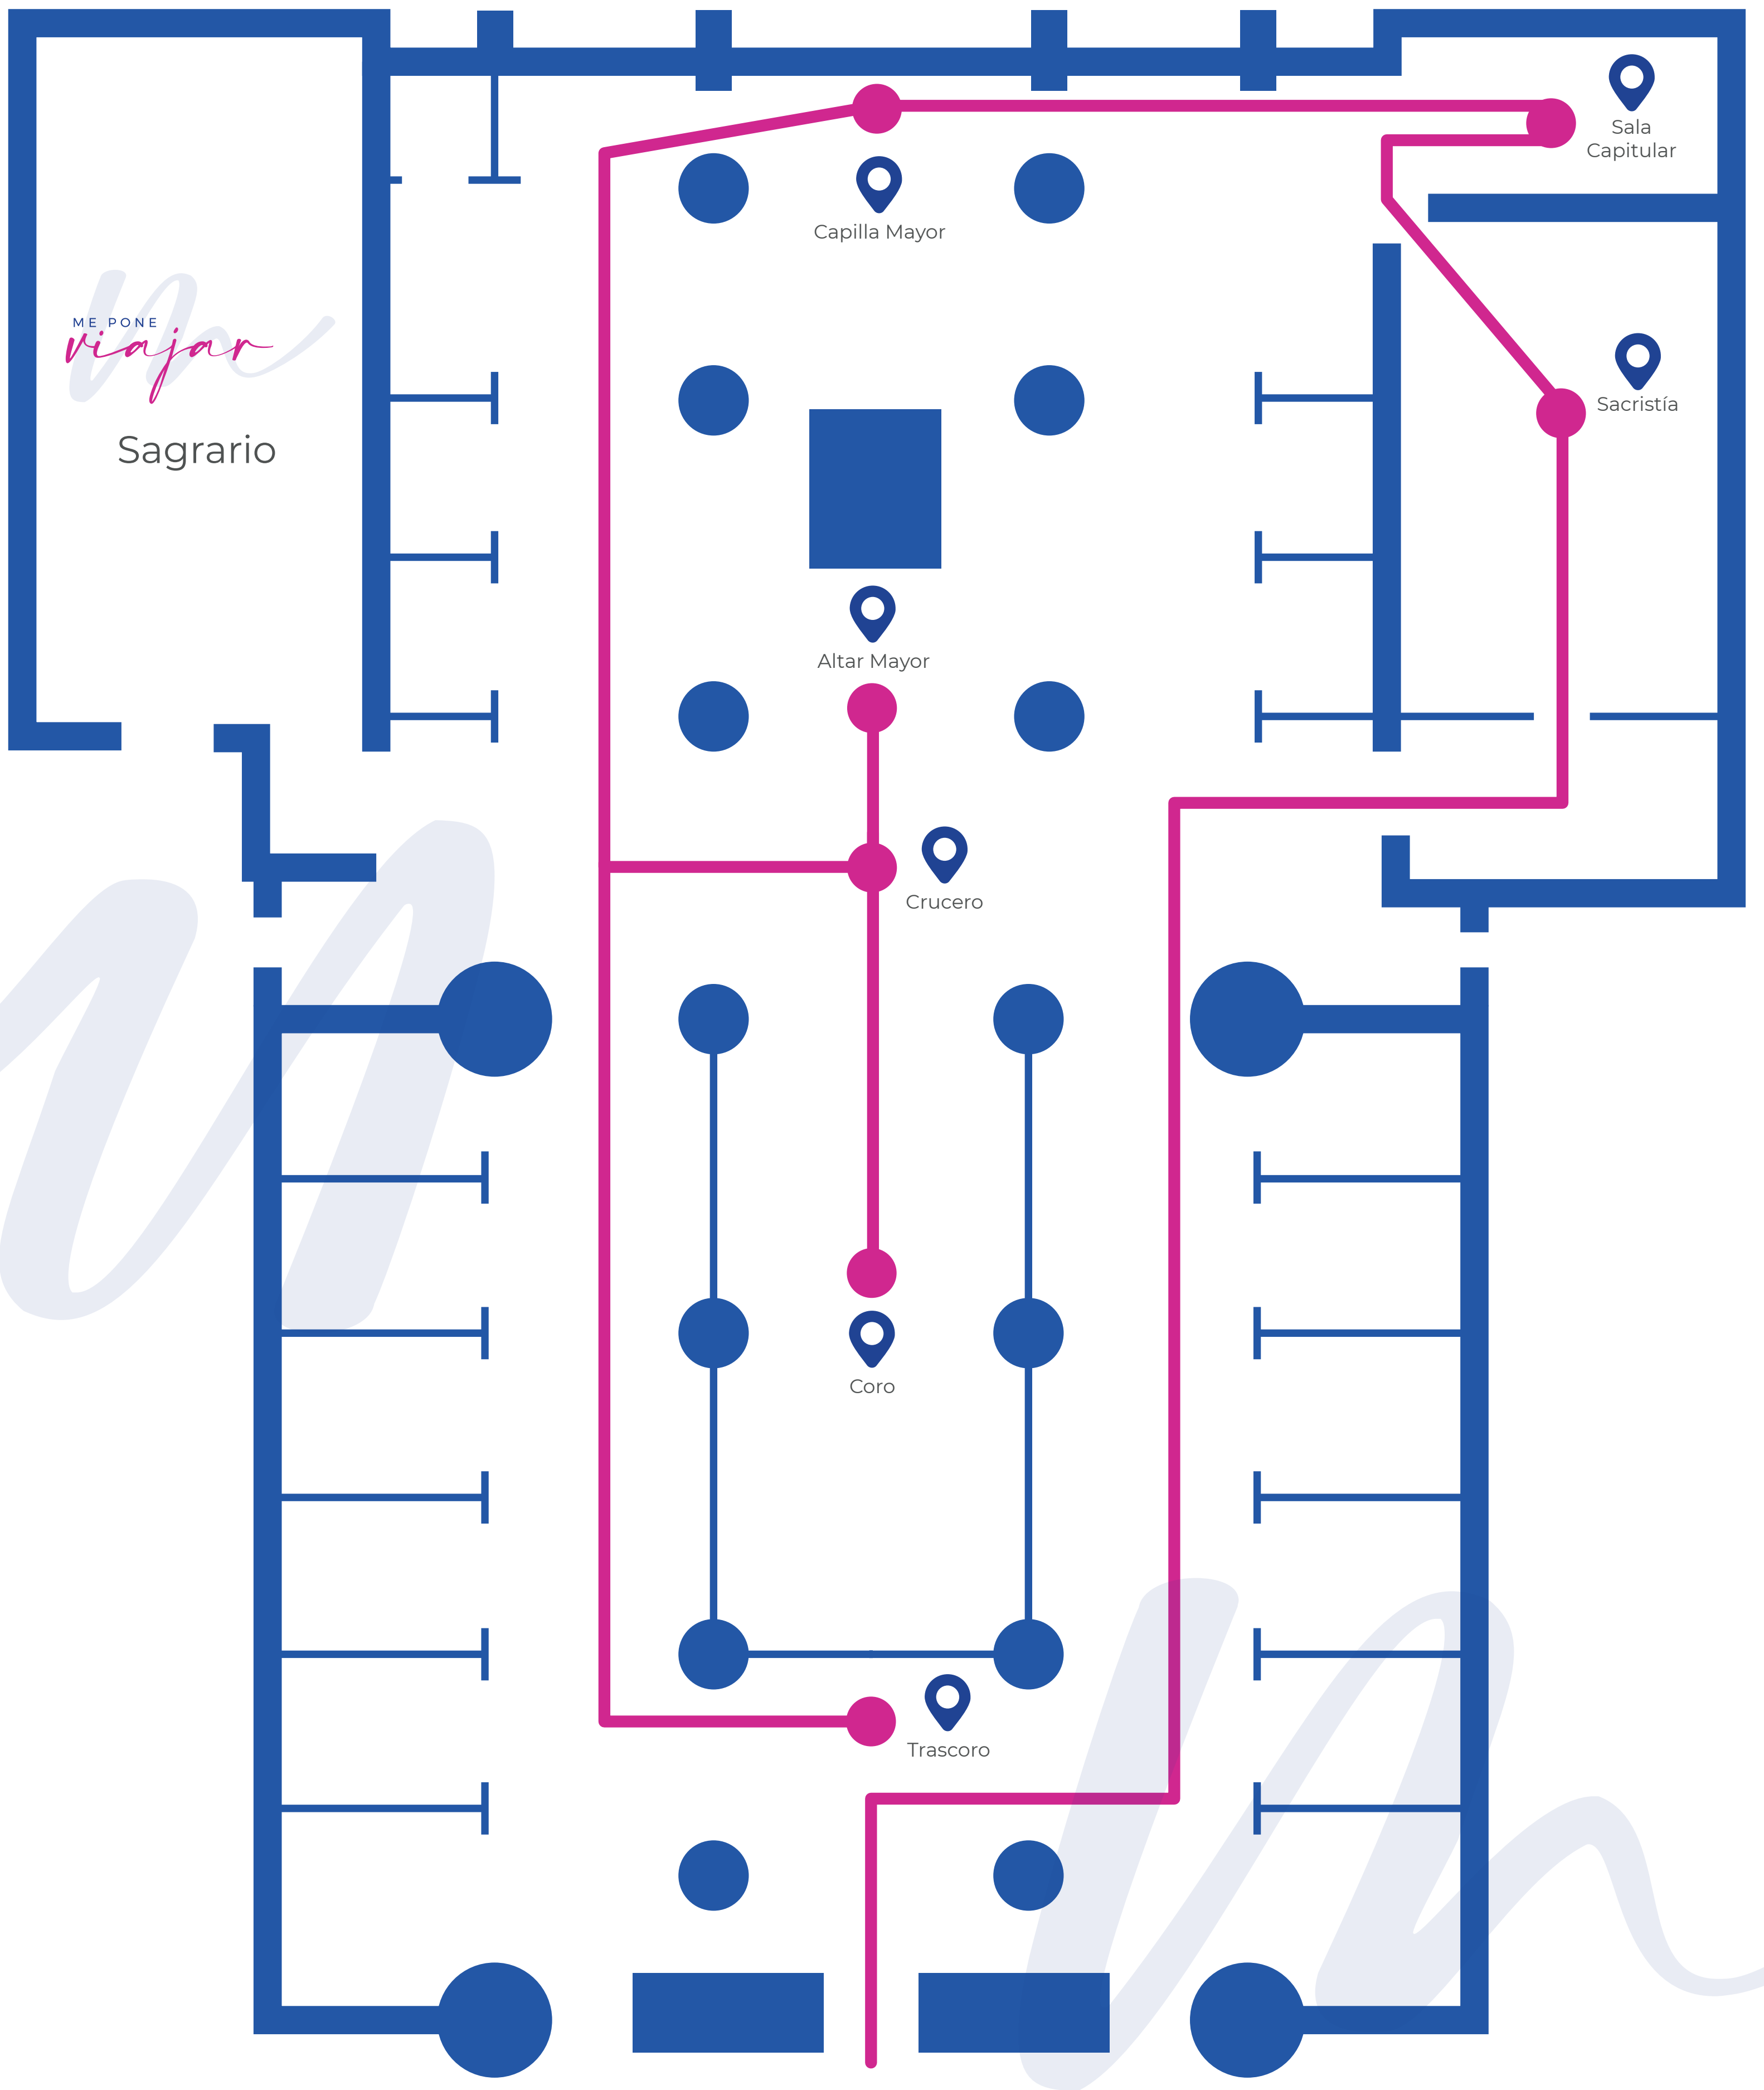 Sala
Capitular
Capilla Mayor
ME PONE
viajar
Sacristía
Sagrario
Altar Mayor
Crucero
Coro
Trascoro